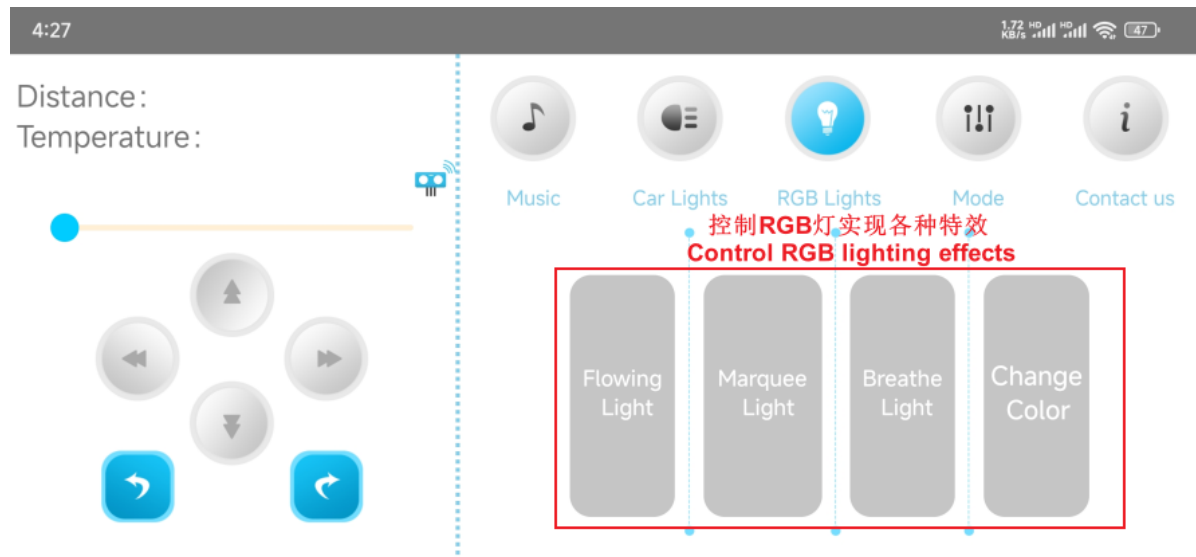 4:27
1.72 KB/s HD HD 47
Distance:
Temperature:
Music
Car Lights
RGB Lights
Mode
Contact us
控制RGB灯实现各种特效
Control RGB lighting effects
Flowing
Light
Marquee
Light
Breathe
Light
Change
Color